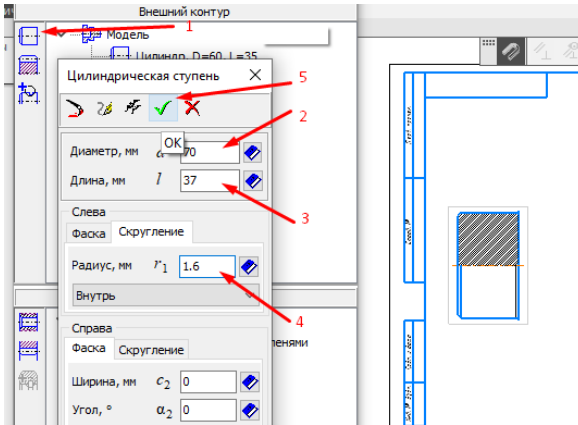 Внешний контур
1
Модель
Цилиндр, D=60, L=35
Цилиндрическая ступень
5
OK
2
Диаметр, мм d 70
Длина, мм l 37
3
Слева
Фаска Скругление
Радиус, мм r1 1.6
Внутрь
4
Справа
Фаска Скругление
Ширина, мм c2 0
Угол, ° α2 0